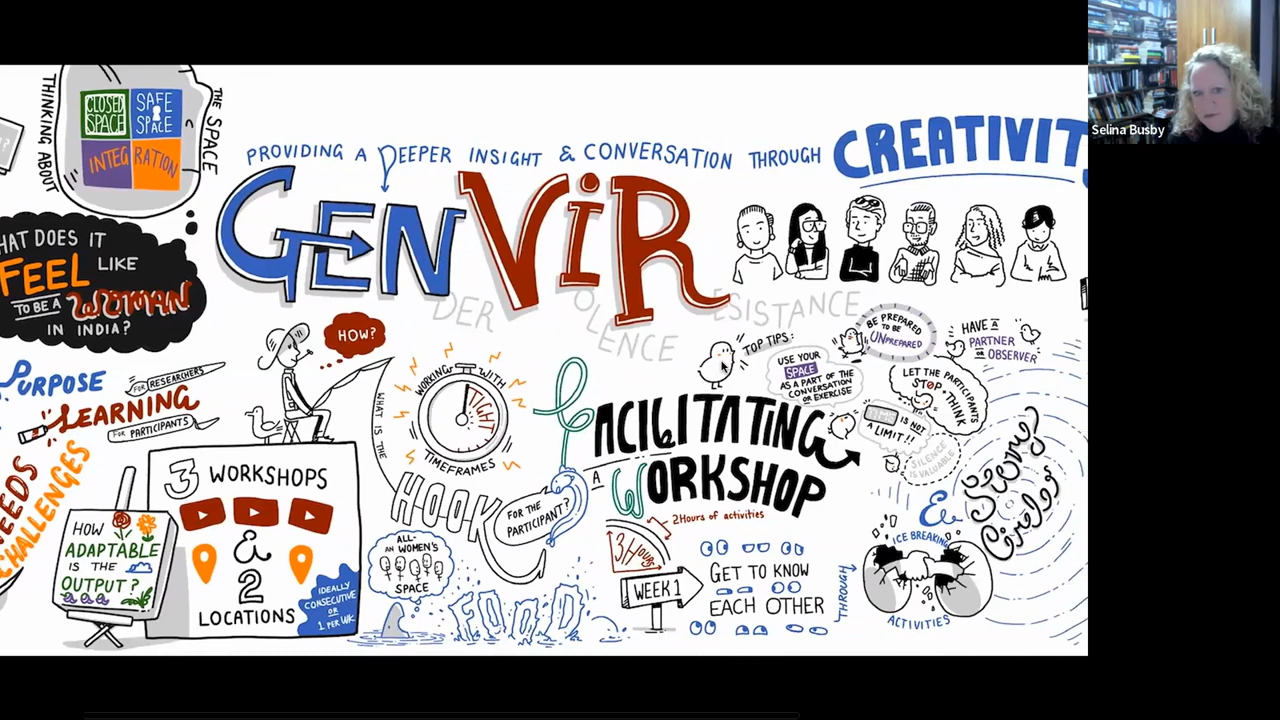 THINKING ABOUT
THE SPACE
CLOSED SPACE
SAFE SPACE
INTEGRATION
HAT DOES IT
FEEL LIKE
TO BE A WOMAN
IN INDIA?
PROVIDING A DEEPER INSIGHT & CONVERSATION THROUGH
CREATIVIT
GENVIR
DER
OLENCE
ESISTANCE
PURPOSE
FOR RESEARCHERS
LEARNING
FOR PARTICIPANTS
NEEDS
CHALLENGES
HOW ADAPTABLE IS THE OUTPUT?
3 WORKSHOPS
&
2
LOCATIONS
IDEALLY
CONSECUTIVE
OR
1 PER WK
HOW?
WHAT IS THE
HOOK
FOR THE
PARTICIPANT?
WORKING WITH
TIGHT
TIMEFRAMES
ALL-
AN WOMEN'S
SPACE
FOOD
FACILITATING
A WORKSHOP
TOP TIPS:
USE YOUR
SPACE
AS A PART OF THE
CONVERSATION
OR EXERCISE
BE PREPARED
TO BE
UNPREPARED
HAVE A
PARTNER
OR OBSERVER
LET THE PARTICIPANTS
STOP &
THINK
TIME IS NOT
A LIMIT!!
SILENCE
IS VALUABLE
2 Hours of activities
3 HOURS
WEEK 1
GET TO KNOW
EACH OTHER
THROUGH
ICE BREAKING
ACTIVITIES
&
Circles
Selina Busby